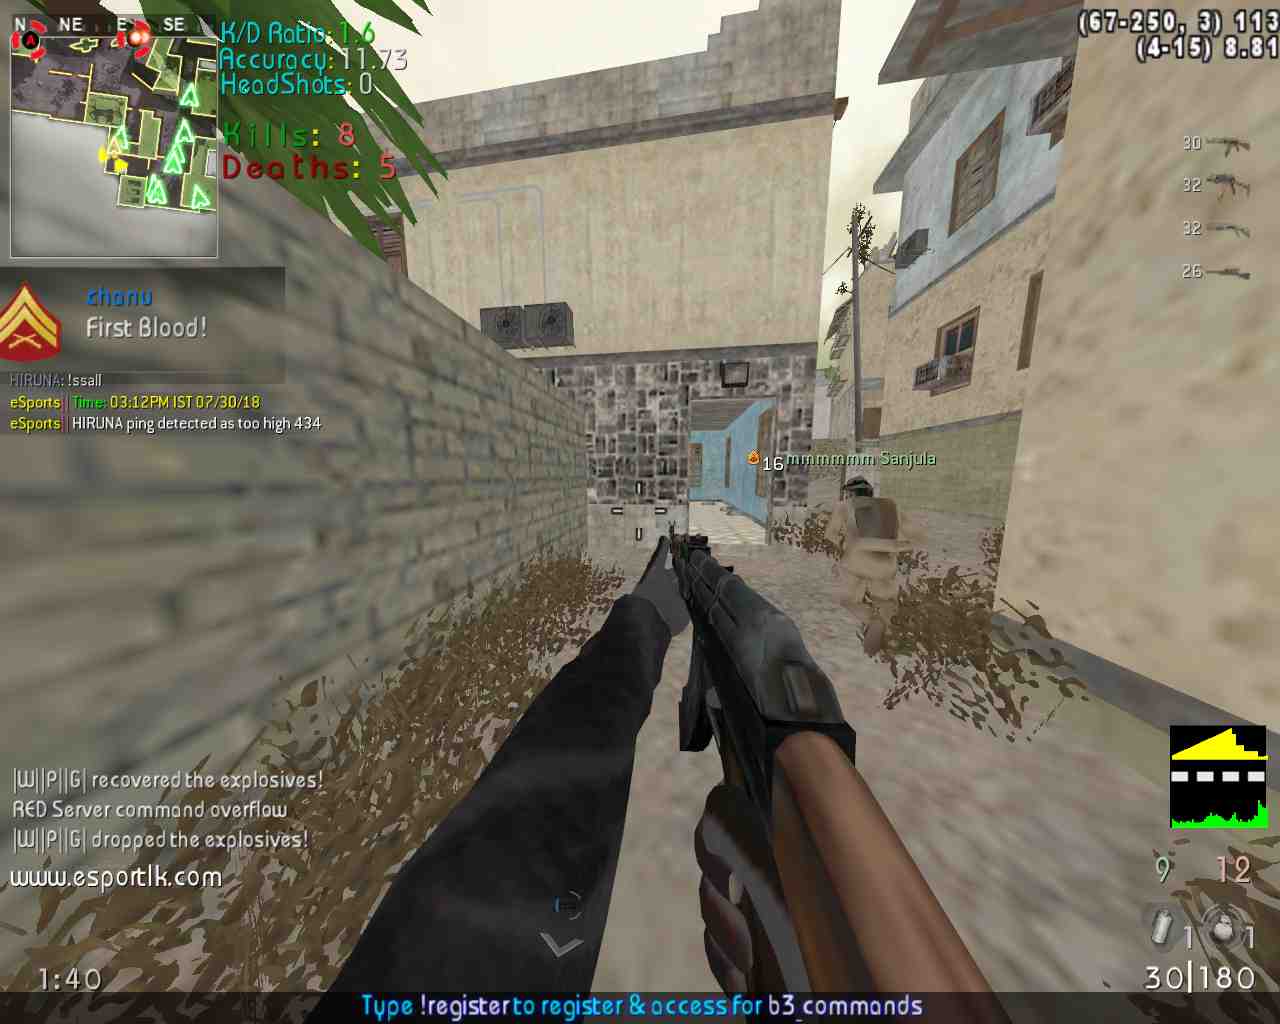 N NE E SE
K/D Ratio: 1.6
Accuracy: 11.73
HeadShots: 0
Kills: 8
Deaths: 5
(67-250, 3) 113
(4-15) 8.81
30
32
32
26
chanu
First Blood!
HIRUNA: !ssall
eSports|| Time: 03:12PM IST 07/30/18
eSports|| HIRUNA ping detected as too high 434
A
16 mmmmmm Sanjula
|W||P||G| recovered the explosives!
RED Server command overflow
|W||P||G| dropped the explosives!
www.esportlk.com
9 12
1 1
1:40
30|180
Type !register to register & access for b3_commands